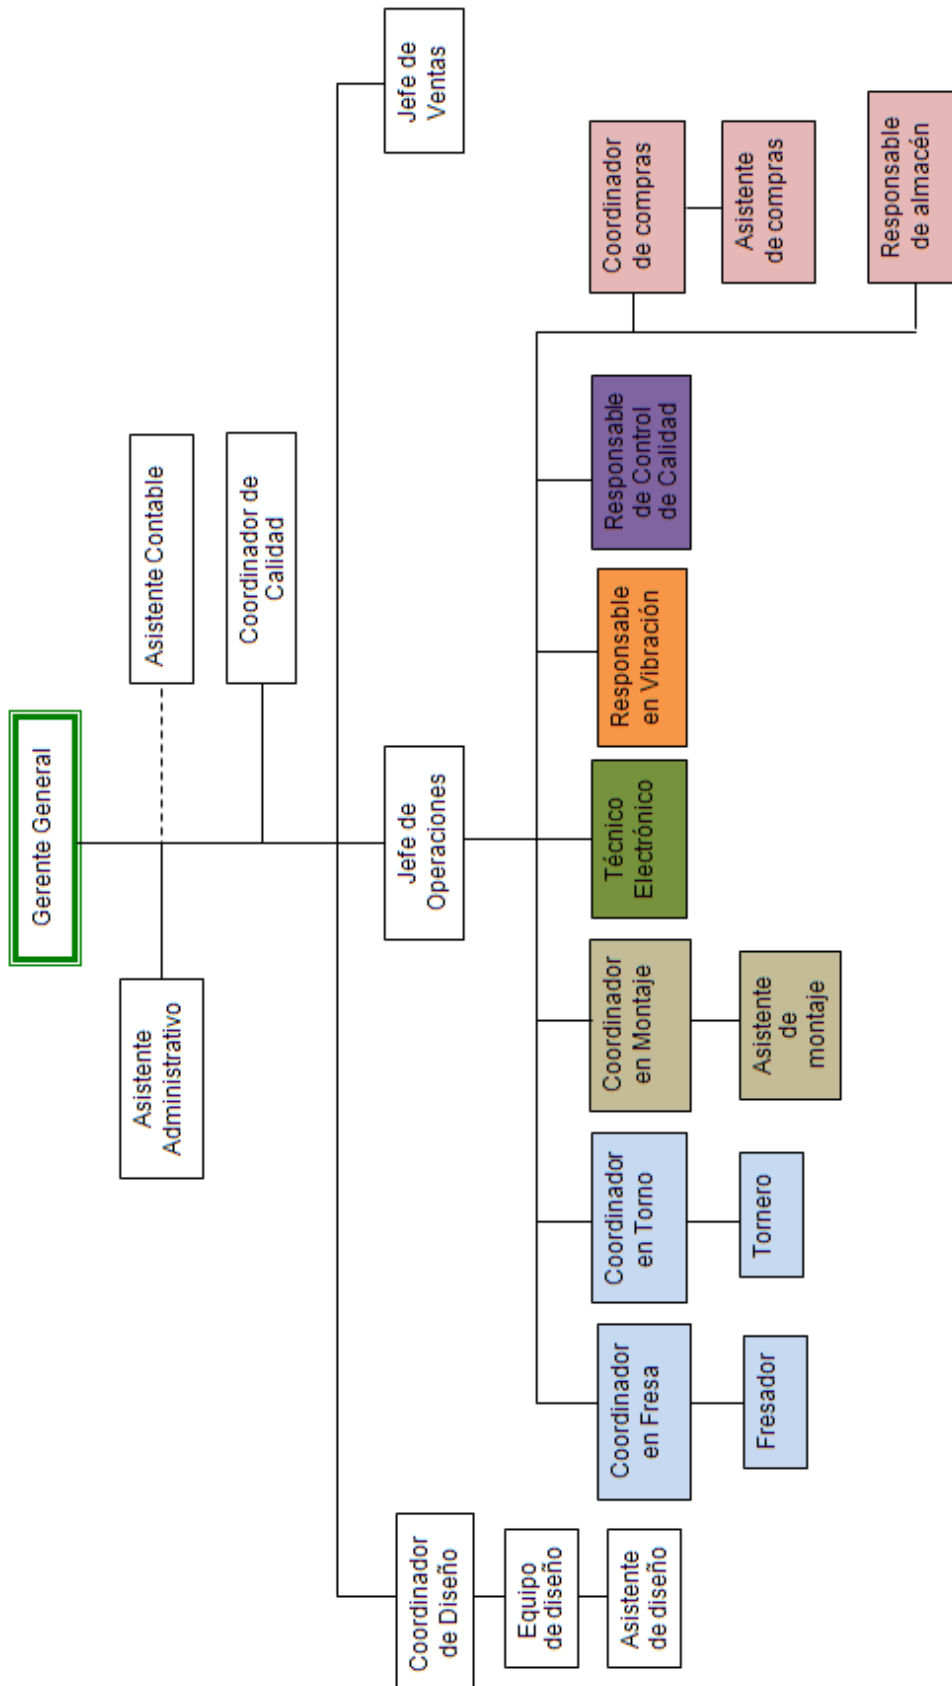 Gerente General
Asistente
Administrativo
Asistente Contable
Coordinador de
Calidad
Coordinador
de Diseño
Jefe de
Operaciones
Jefe de
Ventas
Equipo
de diseño
Asistente
de diseño
Coordinador
en Fresa
Coordinador
en Torno
Coordinador
en Montaje
Técnico
Electrónico
Responsable
en Vibración
Responsable
de Control
de Calidad
Coordinador
de compras
Fresador
Tornero
Asistente
de
montaje
Asistente
de compras
Responsable
de almacén